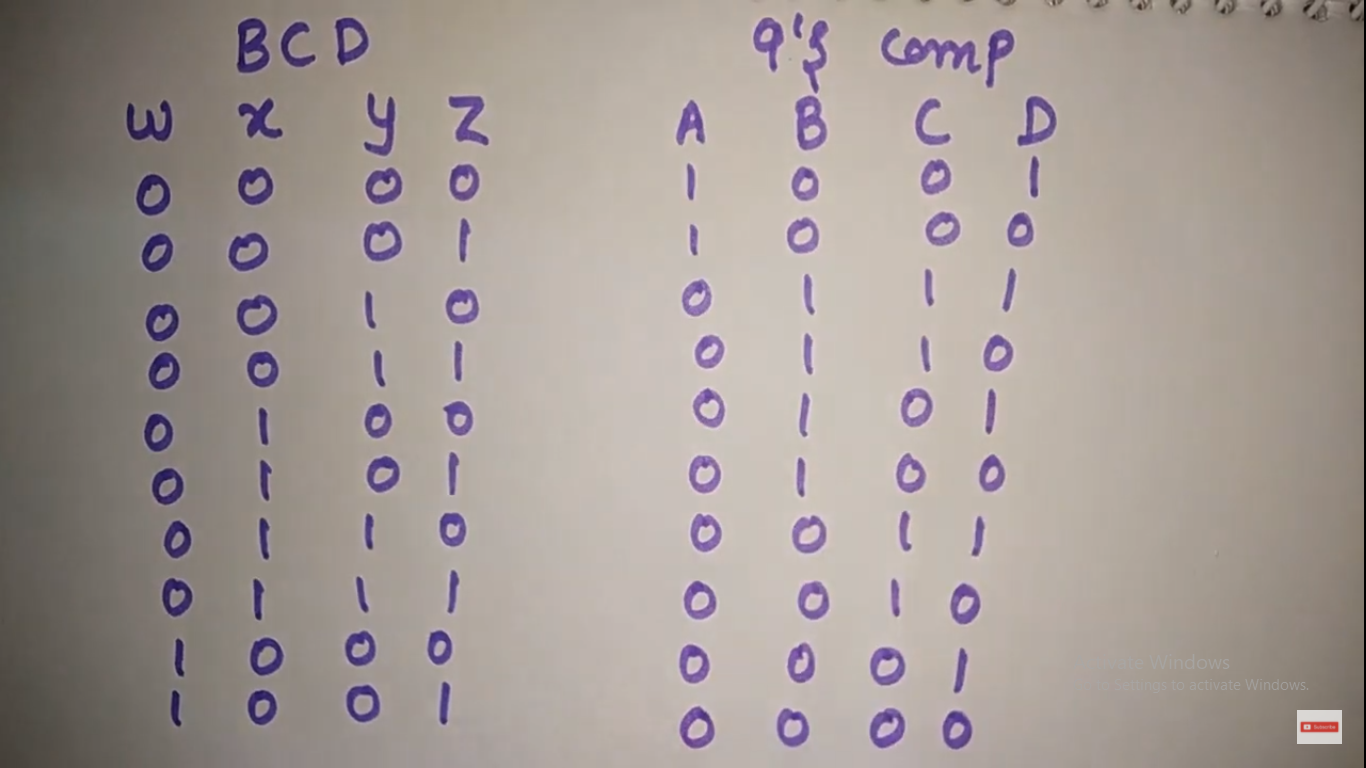 BCD 9's comp
W X Y Z A B C D
0 0 0 0 1 0 0 1
0 0 0 1 1 0 0 0
0 0 1 0 0 1 1 1
0 0 1 1 0 1 1 0
0 1 0 0 0 1 0 1
0 1 0 1 0 1 0 0
0 1 1 0 0 0 1 1
0 1 1 1 0 0 1 0
1 0 0 0 0 0 0 1
1 0 0 1 0 0 0 0
Windows
Settings to activate Windows.
Subscribe